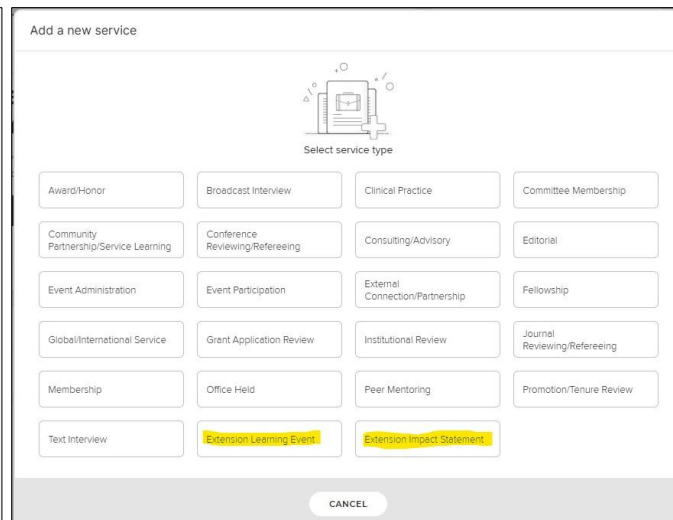 Add a new service
Select service type
Award/Honor
Broadcast Interview
Clinical Practice
Committee Membership
Community
Partnership/Service Learning
Conference
Reviewing/Refereeing
Consulting/Advisory
Editorial
Event Administration
Event Participation
External
Connection/Partnership
Fellowship
Global/International Service
Grant Application Review
Institutional Review
Journal
Reviewing/Refereeing
Membership
Office Held
Peer Mentoring
Promotion/Tenure Review
Text Interview
Extension Learning Event
Extension Impact Statement
CANCEL